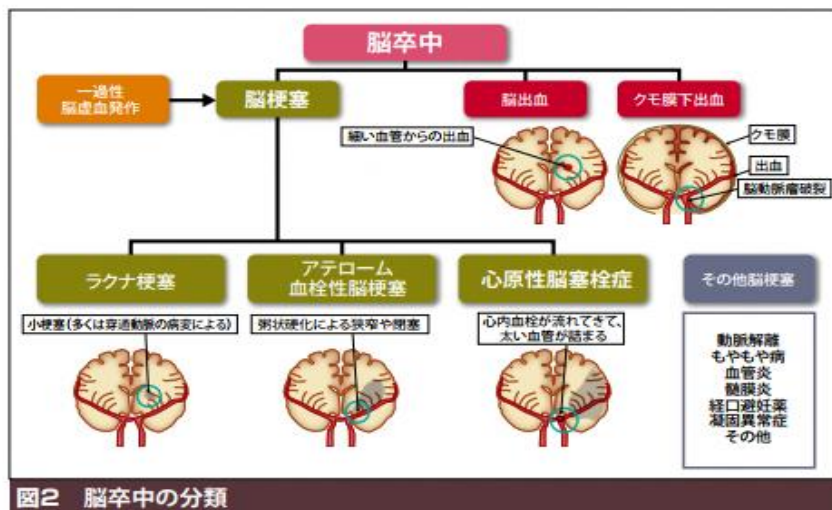 脳卒中
一過性
脳虚血発作
脳梗塞
脳出血
クモ膜下出血
細い血管からの出血
クモ膜
出血
脳動脈瘤破裂
ラクナ梗塞
アテローム
血栓性脳梗塞
心原性脳塞栓症
その他脳梗塞
小梗塞(多くは穿通動脈の病変による)
粥状硬化による狭窄や閉塞
心内血栓が流れてきて、
太い血管が詰まる
動脈解離
もやもや病
血管炎
髄膜炎
経口避妊薬
凝固異常症
その他
図2 脳卒中の分類